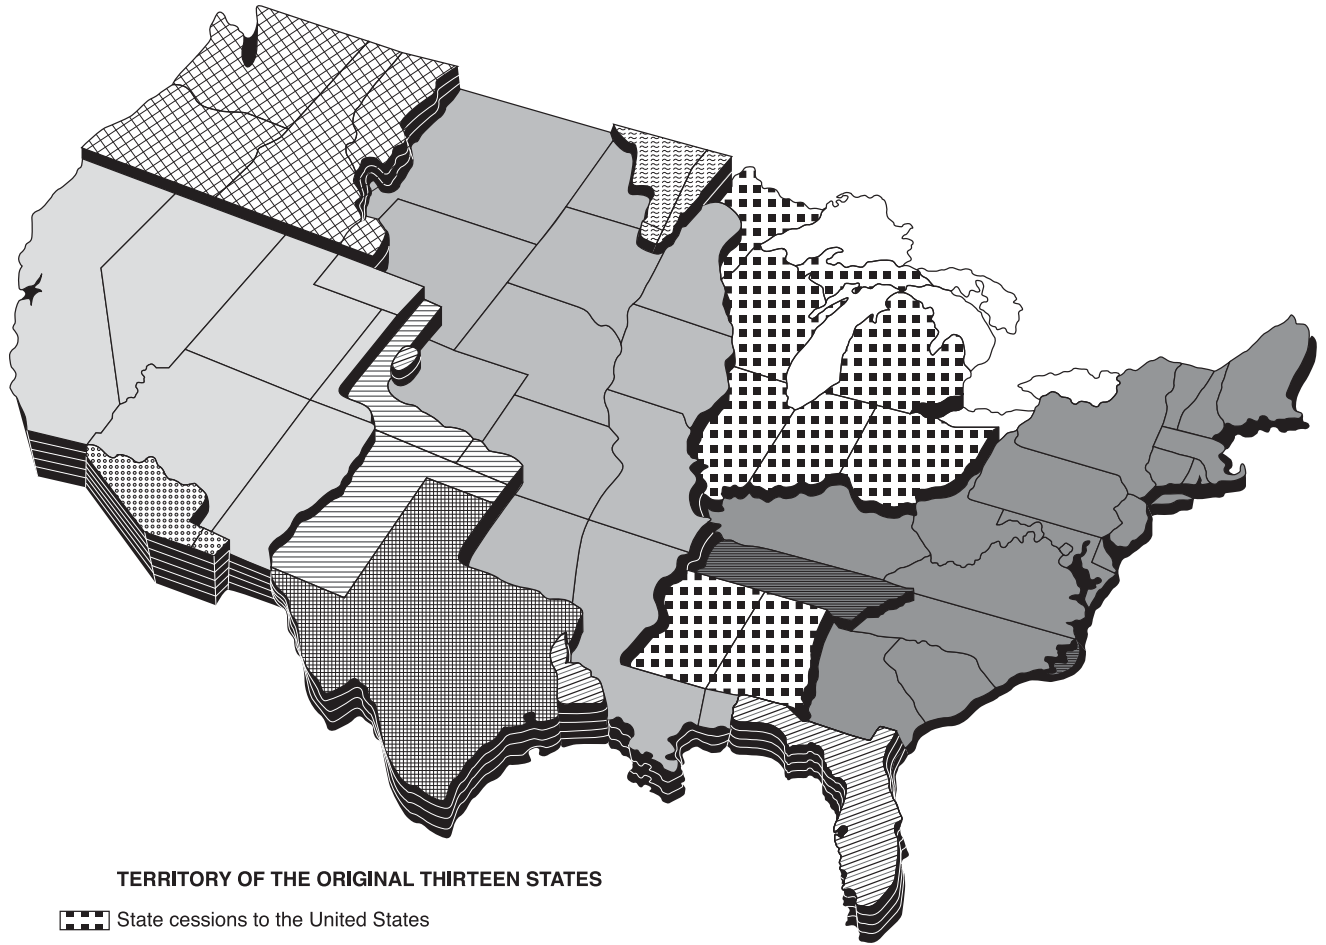 TERRITORY OF THE ORIGINAL THIRTEEN STATES
State cessions to the United States